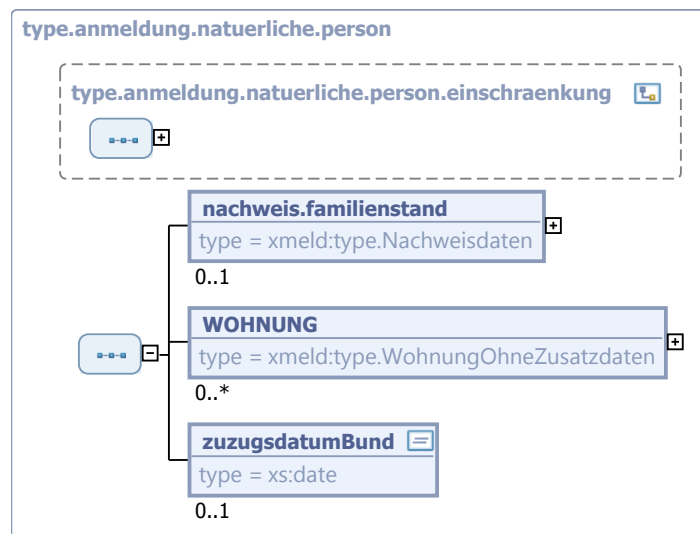 type.anmeldung.natuerliche.person
type.anmeldung.natuerliche.person.einschraenkung
nachweis.familienstand
type = xmeld:type.Nachweisdaten
0..1
WOHNUNG
type = xmeld:type.WohnungOhneZusatzdaten
0..*
zuzugsdatumBund
type = xs:date
0..1